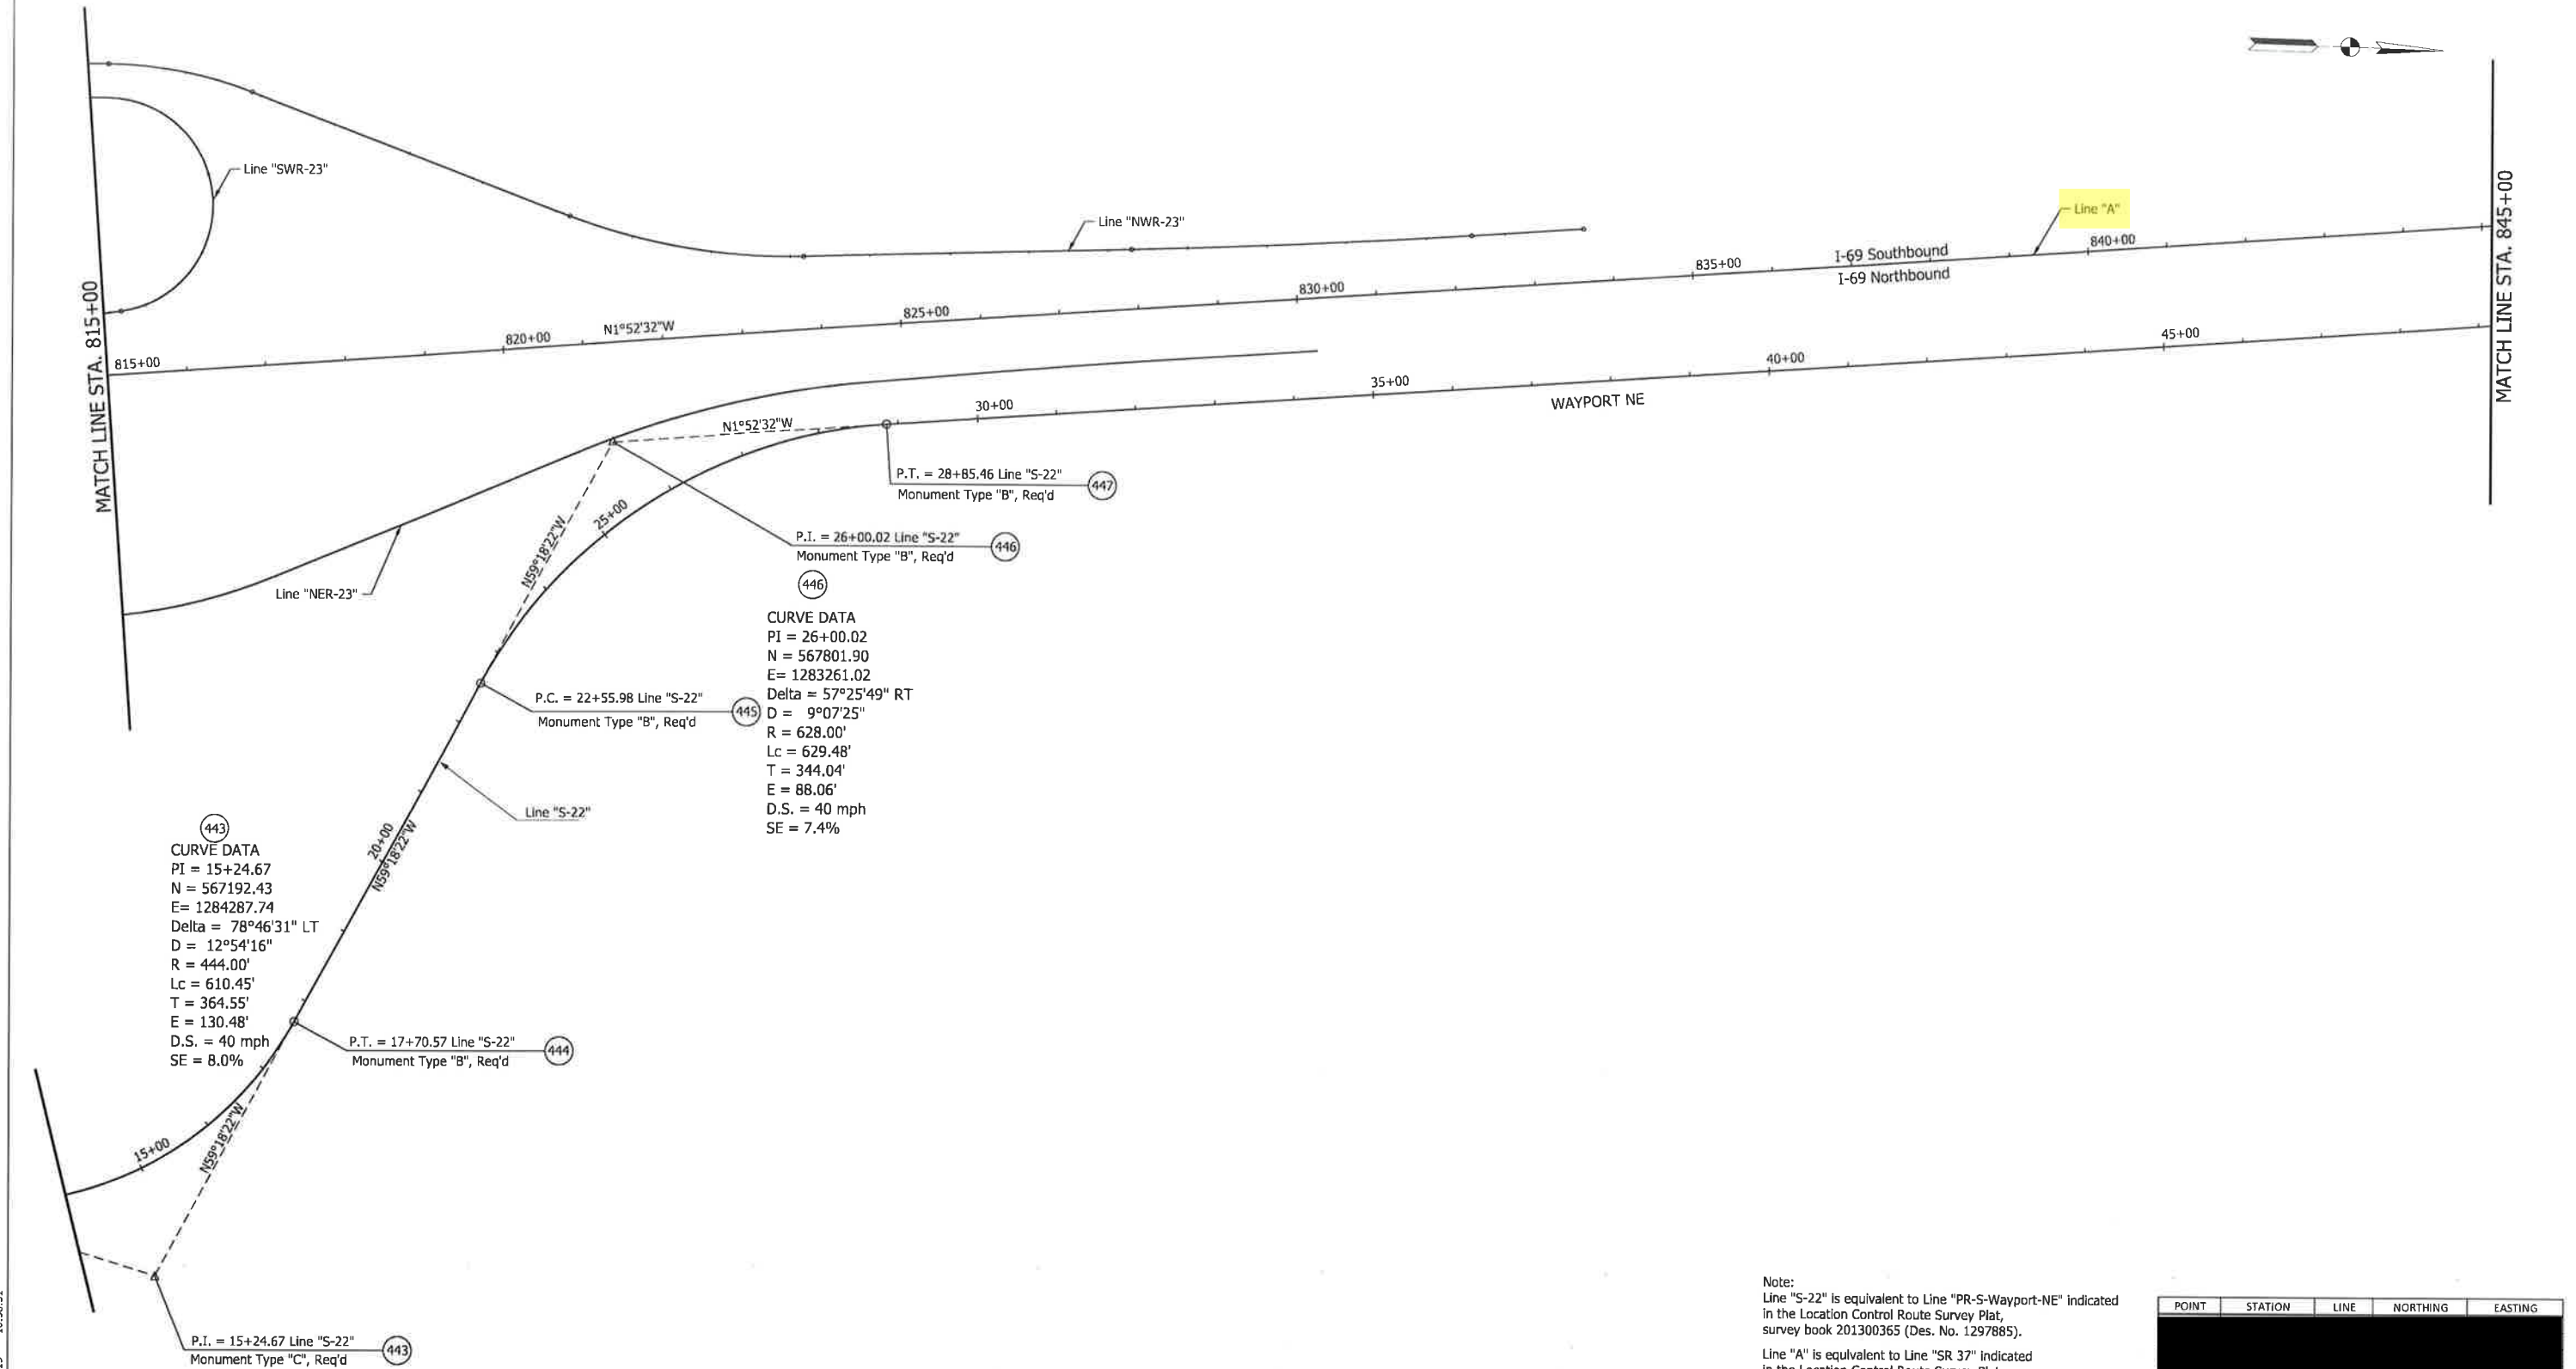 Line "SWR-23"
Line "NWR-23"
Line "A"
MATCH LINE STA. 815+00
MATCH LINE STA. 845+00
I-69 Southbound
I-69 Northbound
815+00
820+00
N1°52'32"W
825+00
830+00
835+00
840+00
30+00
35+00
40+00
45+00
WAYPORT NE
N1°52'32"W
P.T. = 28+85.46 Line "S-22"
Monument Type "B", Req'd
447
25+00
N59°18'22"W
P.I. = 26+00.02 Line "S-22"
Monument Type "B", Req'd
446
Line "NER-23"
446
CURVE DATA
PI = 26+00.02
N = 567801.90
E= 1283261.02
Delta = 57°25'49" RT
D = 9°07'25"
R = 628.00'
Lc = 629.48'
T = 344.04'
E = 88.06'
D.S. = 40 mph
SE = 7.4%
P.C. = 22+55.98 Line "S-22"
Monument Type "B", Req'd
445
Line "S-22"
20+00
N59°18'22"W
443
CURVE DATA
PI = 15+24.67
N = 567192.43
E= 1284287.74
Delta = 78°46'31" LT
D = 12°54'16"
R = 444.00'
Lc = 610.45'
T = 364.55'
E = 130.48'
D.S. = 40 mph
SE = 8.0%
P.T. = 17+70.57 Line "S-22"
Monument Type "B", Req'd
444
15+00
N59°18'22"W
P.I. = 15+24.67 Line "S-22"
Monument Type "C", Req'd
443
Note:
Line "S-22" is equivalent to Line "PR-S-Wayport-NE" indicated
in the Location Control Route Survey Plat,
survey book 201300365 (Des. No. 1297885).
Line "A" is equlvalent to Line "SR 37" indicated
POINT STATION LINE NORTHING EASTING